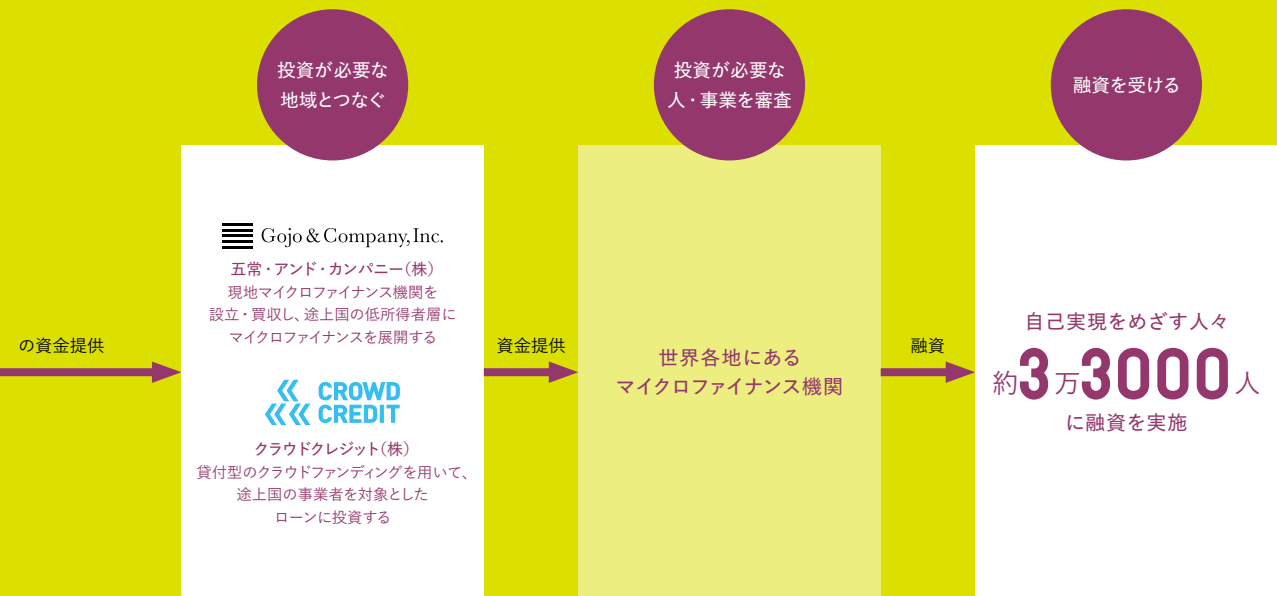 の資金提供
投資が必要な
地域とつなぐ
Gojo & Company, Inc.
五常・アンド・カンパニー(株)
現地マイクロファイナンス機関を
設立・買収し、途上国の低所得者層に
マイクロファイナンスを展開する
CROWD
CREDIT
クラウドクレジット(株)
貸付型のクラウドファンディングを用いて、
途上国の事業者を対象とした
ローンに投資する
資金提供
投資が必要な
人・事業を審査
世界各地にある
マイクロファイナンス機関
融資
融資を受ける
自己実現をめざす人々
約3万3000人
に融資を実施